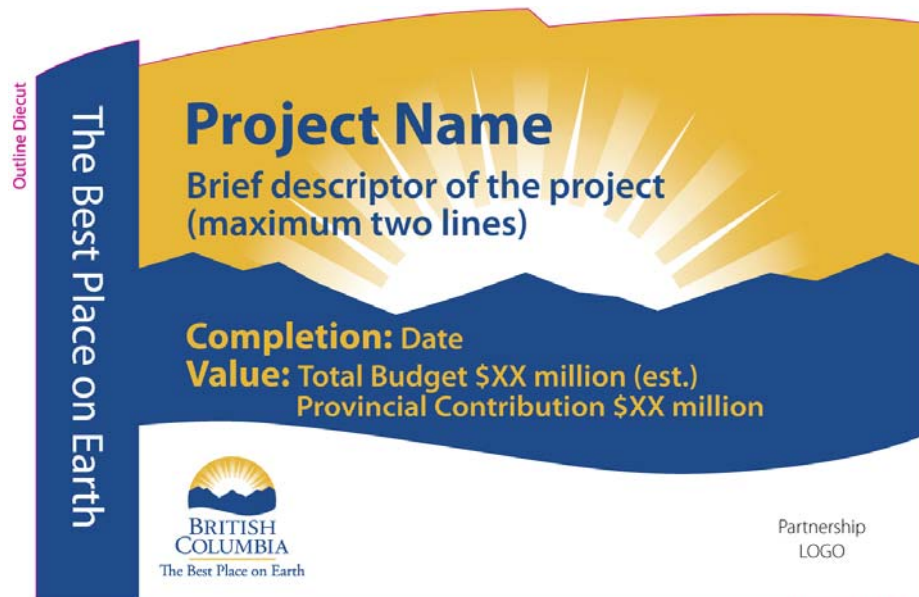 Outline Diecut
The Best Place on Earth
Project Name
Brief descriptor of the project
(maximum two lines)
Completion: Date
Value: Total Budget $XX million (est.)
Provincial Contribution $XX million
BRITISH
COLUMBIA
The Best Place on Earth
Partnership
LOGO